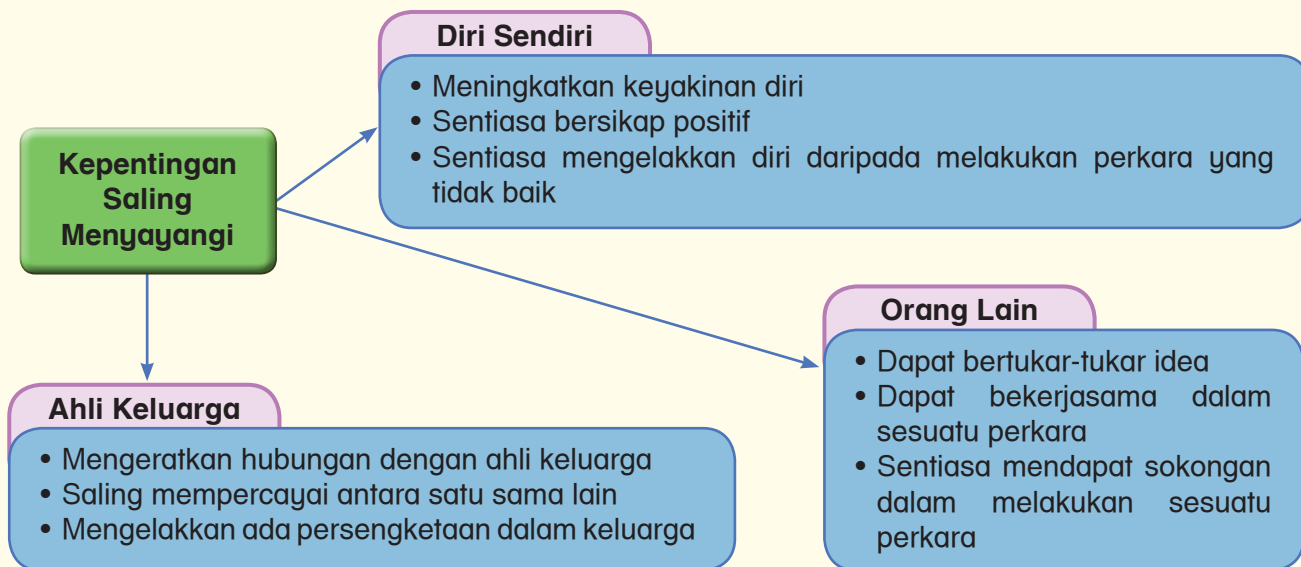 Kepentingan
Saling
Menyayangi
Diri Sendiri
• Meningkatkan keyakinan diri
• Sentiasa bersikap positif
• Sentiasa mengelakkan diri daripada melakukan perkara yang
tidak baik
Ahli Keluarga
• Mengeratkan hubungan dengan ahli keluarga
• Saling mempercayai antara satu sama lain
• Mengelakkan ada persengketaan dalam keluarga
Orang Lain
• Dapat bertukar-tukar idea
• Dapat bekerjasama dalam
sesuatu perkara
• Sentiasa mendapat sokongan
dalam melakukan sesuatu
perkara